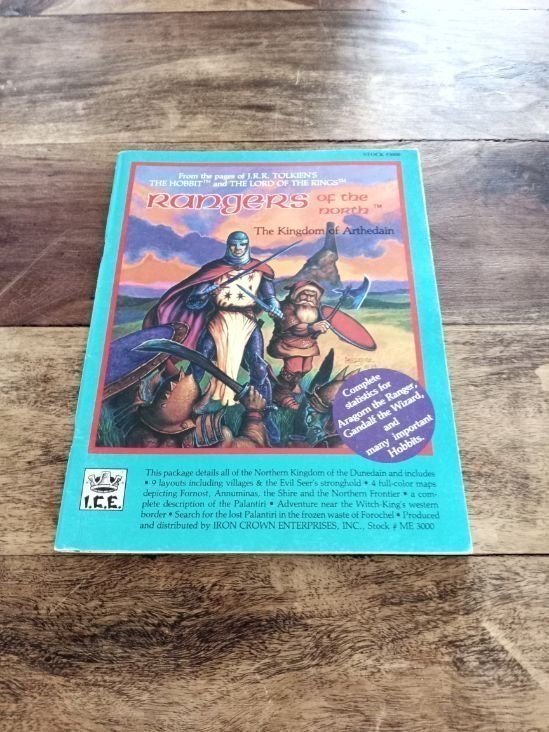 STOCK #3000
From the pages of J.R.R. TOLKIEN'S
THE HOBBIT™ and THE LORD OF THE RINGS™
Rangers of the
north™
The Kingdom of Arthedain
Complete
statistics for
Aragorn the Ranger,
Gandalf the Wizard,
and
many important
Hobbits.
I.C.E.
This package details all of the Northern Kingdom of the Dunedain and includes
▪ 9 layouts including villages & the Evil Seer's stronghold ▪ 4 full-color maps
depicting Fornost, Annuminas, the Shire and the Northern Frontier ▪ a com-
plete description of the Palantiri ▪ Adventure near the Witch-King's western
border ▪ Search for the lost Palantiri in the frozen waste of Forochel ▪ Produced
and distributed by IRON CROWN ENTERPRISES, INC., Stock # ME 3000